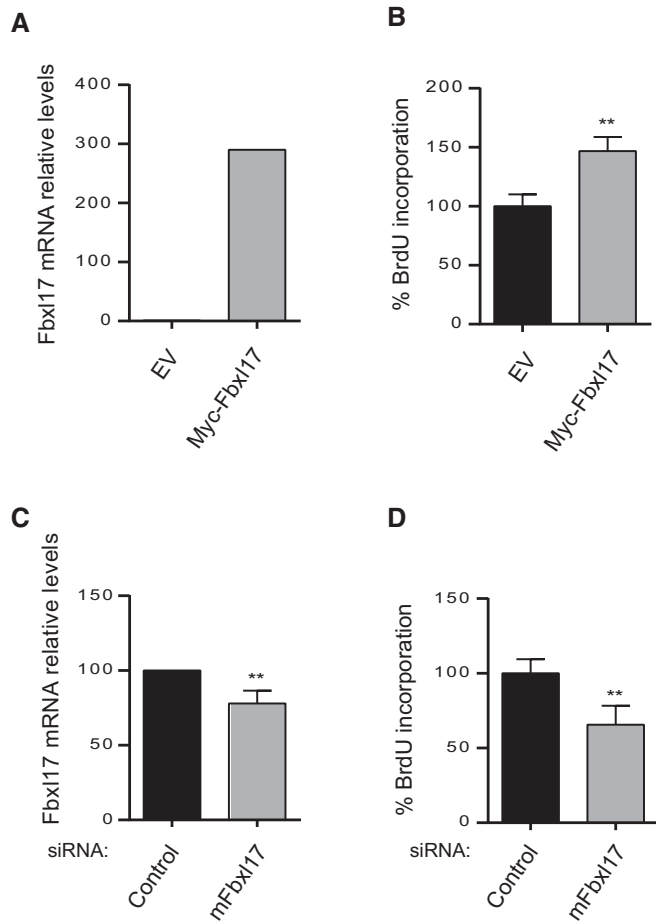 A
Fbxl17 mRNA relative levels
400
300
200
100
0
EV
Myc-Fbxl17
B
% BrdU incorporation
200
150
100
50
0
**
EV
Myc-Fbxl17
C
Fbxl17 mRNA relative levels
150
100
50
0
**
siRNA:
Control
mFbxl17
D
% BrdU incorporation
150
100
50
0
**
siRNA:
Control
mFbxl17